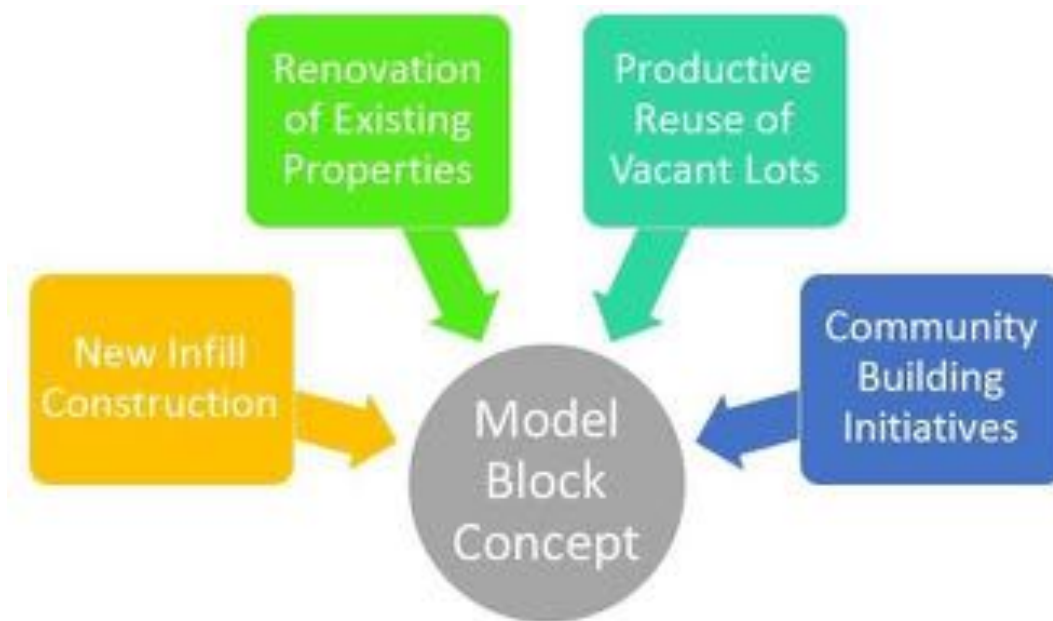 Renovation
of Existing
Properties
Productive
Reuse of
Vacant Lots
New Infill
Construction
Community
Building
Initiatives
Model
Block
Concept